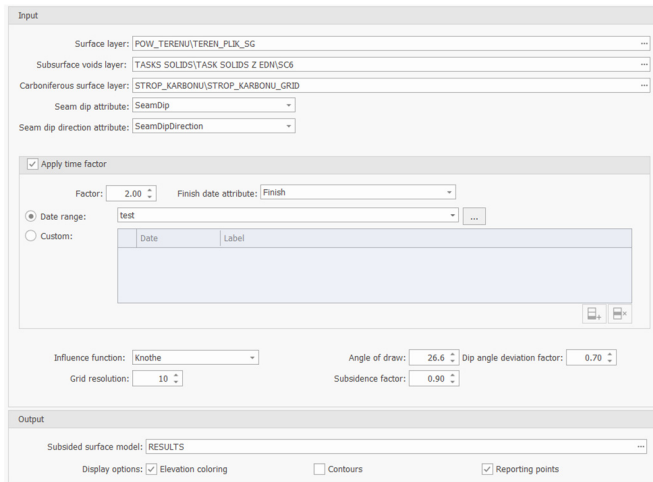 Input
Surface layer: POW_TERENU\TEREN_PLIK_SG ...
Subsurface voids layer: TASKS SOLIDS\TASK SOLIDS Z EDN\SC6 ...
Carboniferous surface layer: STROP_KARBONU\STROP_KARBONU_GRID ...
Seam dip attribute: SeamDip
Seam dip direction attribute: SeamDipDirection
Apply time factor
Factor: 2.00 Finish date attribute: Finish
Date range: test ...
Custom: Date Label
Influence function: Knothe Angle of draw: 26.6 Dip angle deviation factor: 0.70
Grid resolution: 10 Subsidence factor: 0.90
Output
Subsided surface model: RESULTS ...
Display options: Elevation coloring Contours Reporting points